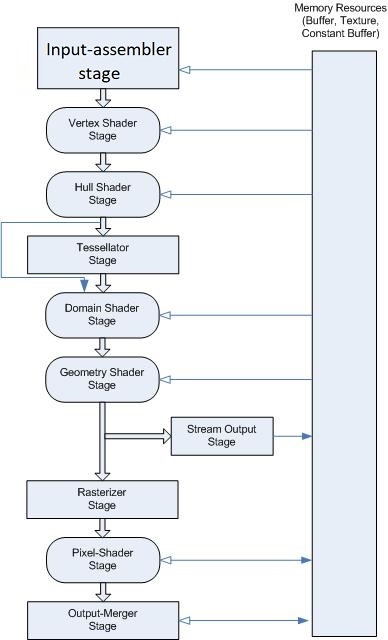 Memory Resources
(Buffer, Texture,
Constant Buffer)
Input-assembler
stage
Vertex Shader
Stage
Hull Shader
Stage
Tessellator
Stage
Domain Shader
Stage
Geometry Shader
Stage
Stream Output
Stage
Rasterizer
Stage
Pixel-Shader
Stage
Output-Merger
Stage